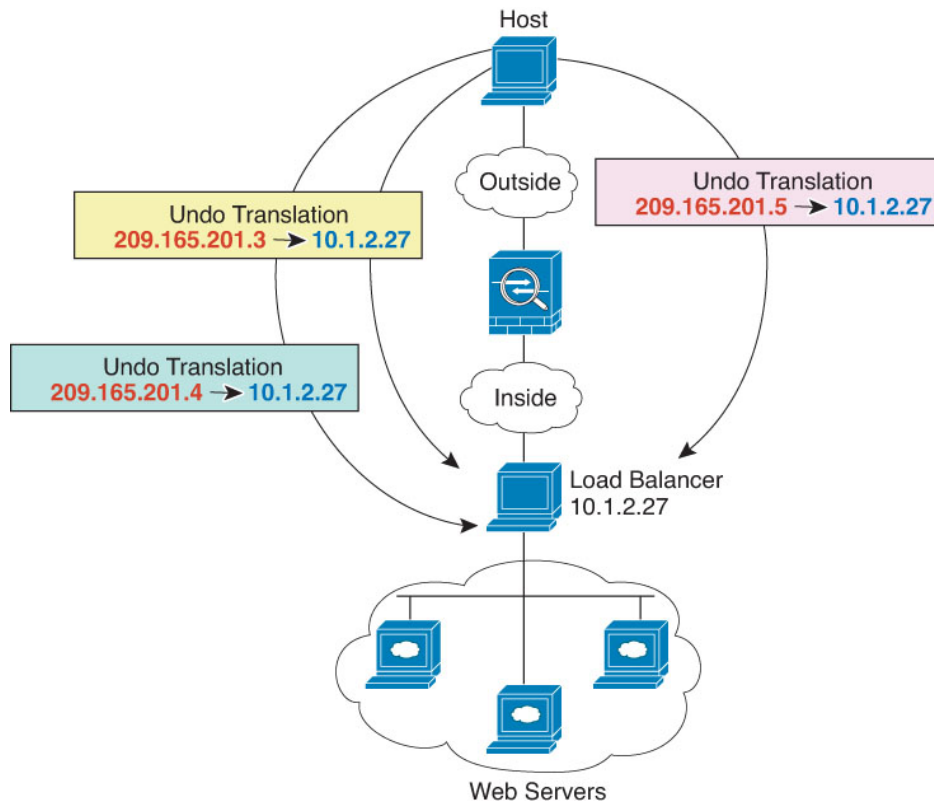 Host
Outside
Undo Translation
209.165.201.5 → 10.1.2.27
Undo Translation
209.165.201.3 → 10.1.2.27
Undo Translation
209.165.201.4 → 10.1.2.27
Inside
Load Balancer
10.1.2.27
Web Servers